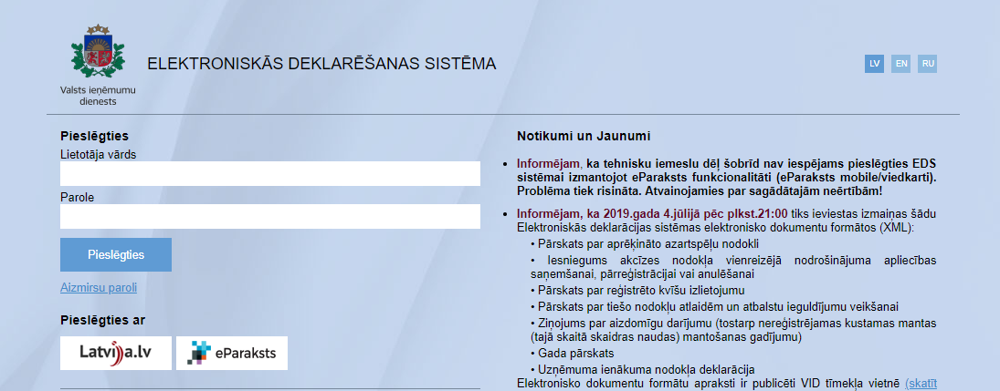 ELEKTRONISKĀS DEKLARĒŠANAS SISTĒMA
LV EN RU
Valsts ieņēmumu
dienests
Pieslēgties
Lietotāja vārds
Parole
Pieslēgties
Aizmirsu paroli
Pieslēgties ar
Latvija.lv
eParaksts
Notikumi un Jaunumi
• Informējam, ka tehnisku iemeslu dēļ šobrīd nav iespējams pieslēgties EDS
sistēmai izmantojot eParaksts funkcionalitāti (eParaksts mobile/viedkarti).
Problēma tiek risināta. Atvainojamies par sagādātajām neērtībām!
• Informējam, ka 2019.gada 4.jūlijā pēc plkst.21:00 tiks ieviestas izmaiņas šādu
Elektroniskās deklarācijas sistēmas elektronisko dokumentu formātos (XML):
• Pārskats par aprēķināto azartspēļu nodokli
• Iesniegums akcīzes nodokļa vienreizējā nodrošinājuma apliecības
saņemšanai, pārreģistrācijai vai anulēšanai
• Pārskats par reģistrēto kvīšu izlietojumu
• Pārskats par tiešo nodokļu atlaidēm un atbalstu ieguldījumu veikšanai
• Ziņojums par aizdomīgu darījumu (tostarp nereģistrējamas kustamas mantas
(tajā skaitā skaidras naudas) mantošanas gadījumu)
• Gada pārskats
• Uzņēmuma ienākuma nodokļa deklarācija
Elektronisko dokumentu formātu apraksti ir publicēti VID tīmekļa vietnē (skatīt